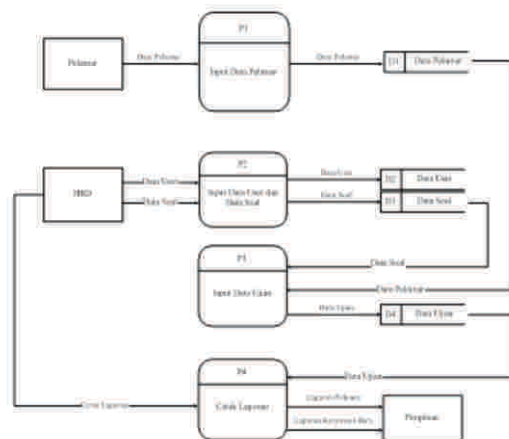 P1
Pelamar
Data Pelamar
Input Data Pelamar
Data Pelamar
D1 Data Pelamar
P2
HRD
Data User
Data Soal
Input Data User dan
Data Soal
Data User
Data Soal
D2 Data User
D3 Data Soal
P3
Input Data Ujian
Data Soal
Data Pelamar
Data Ujian
D4 Data Ujian
P4
Data Ujian
Cetak Laporan
Cetak Laporan
Laporan Pelamar
Laporan
Pimpinan